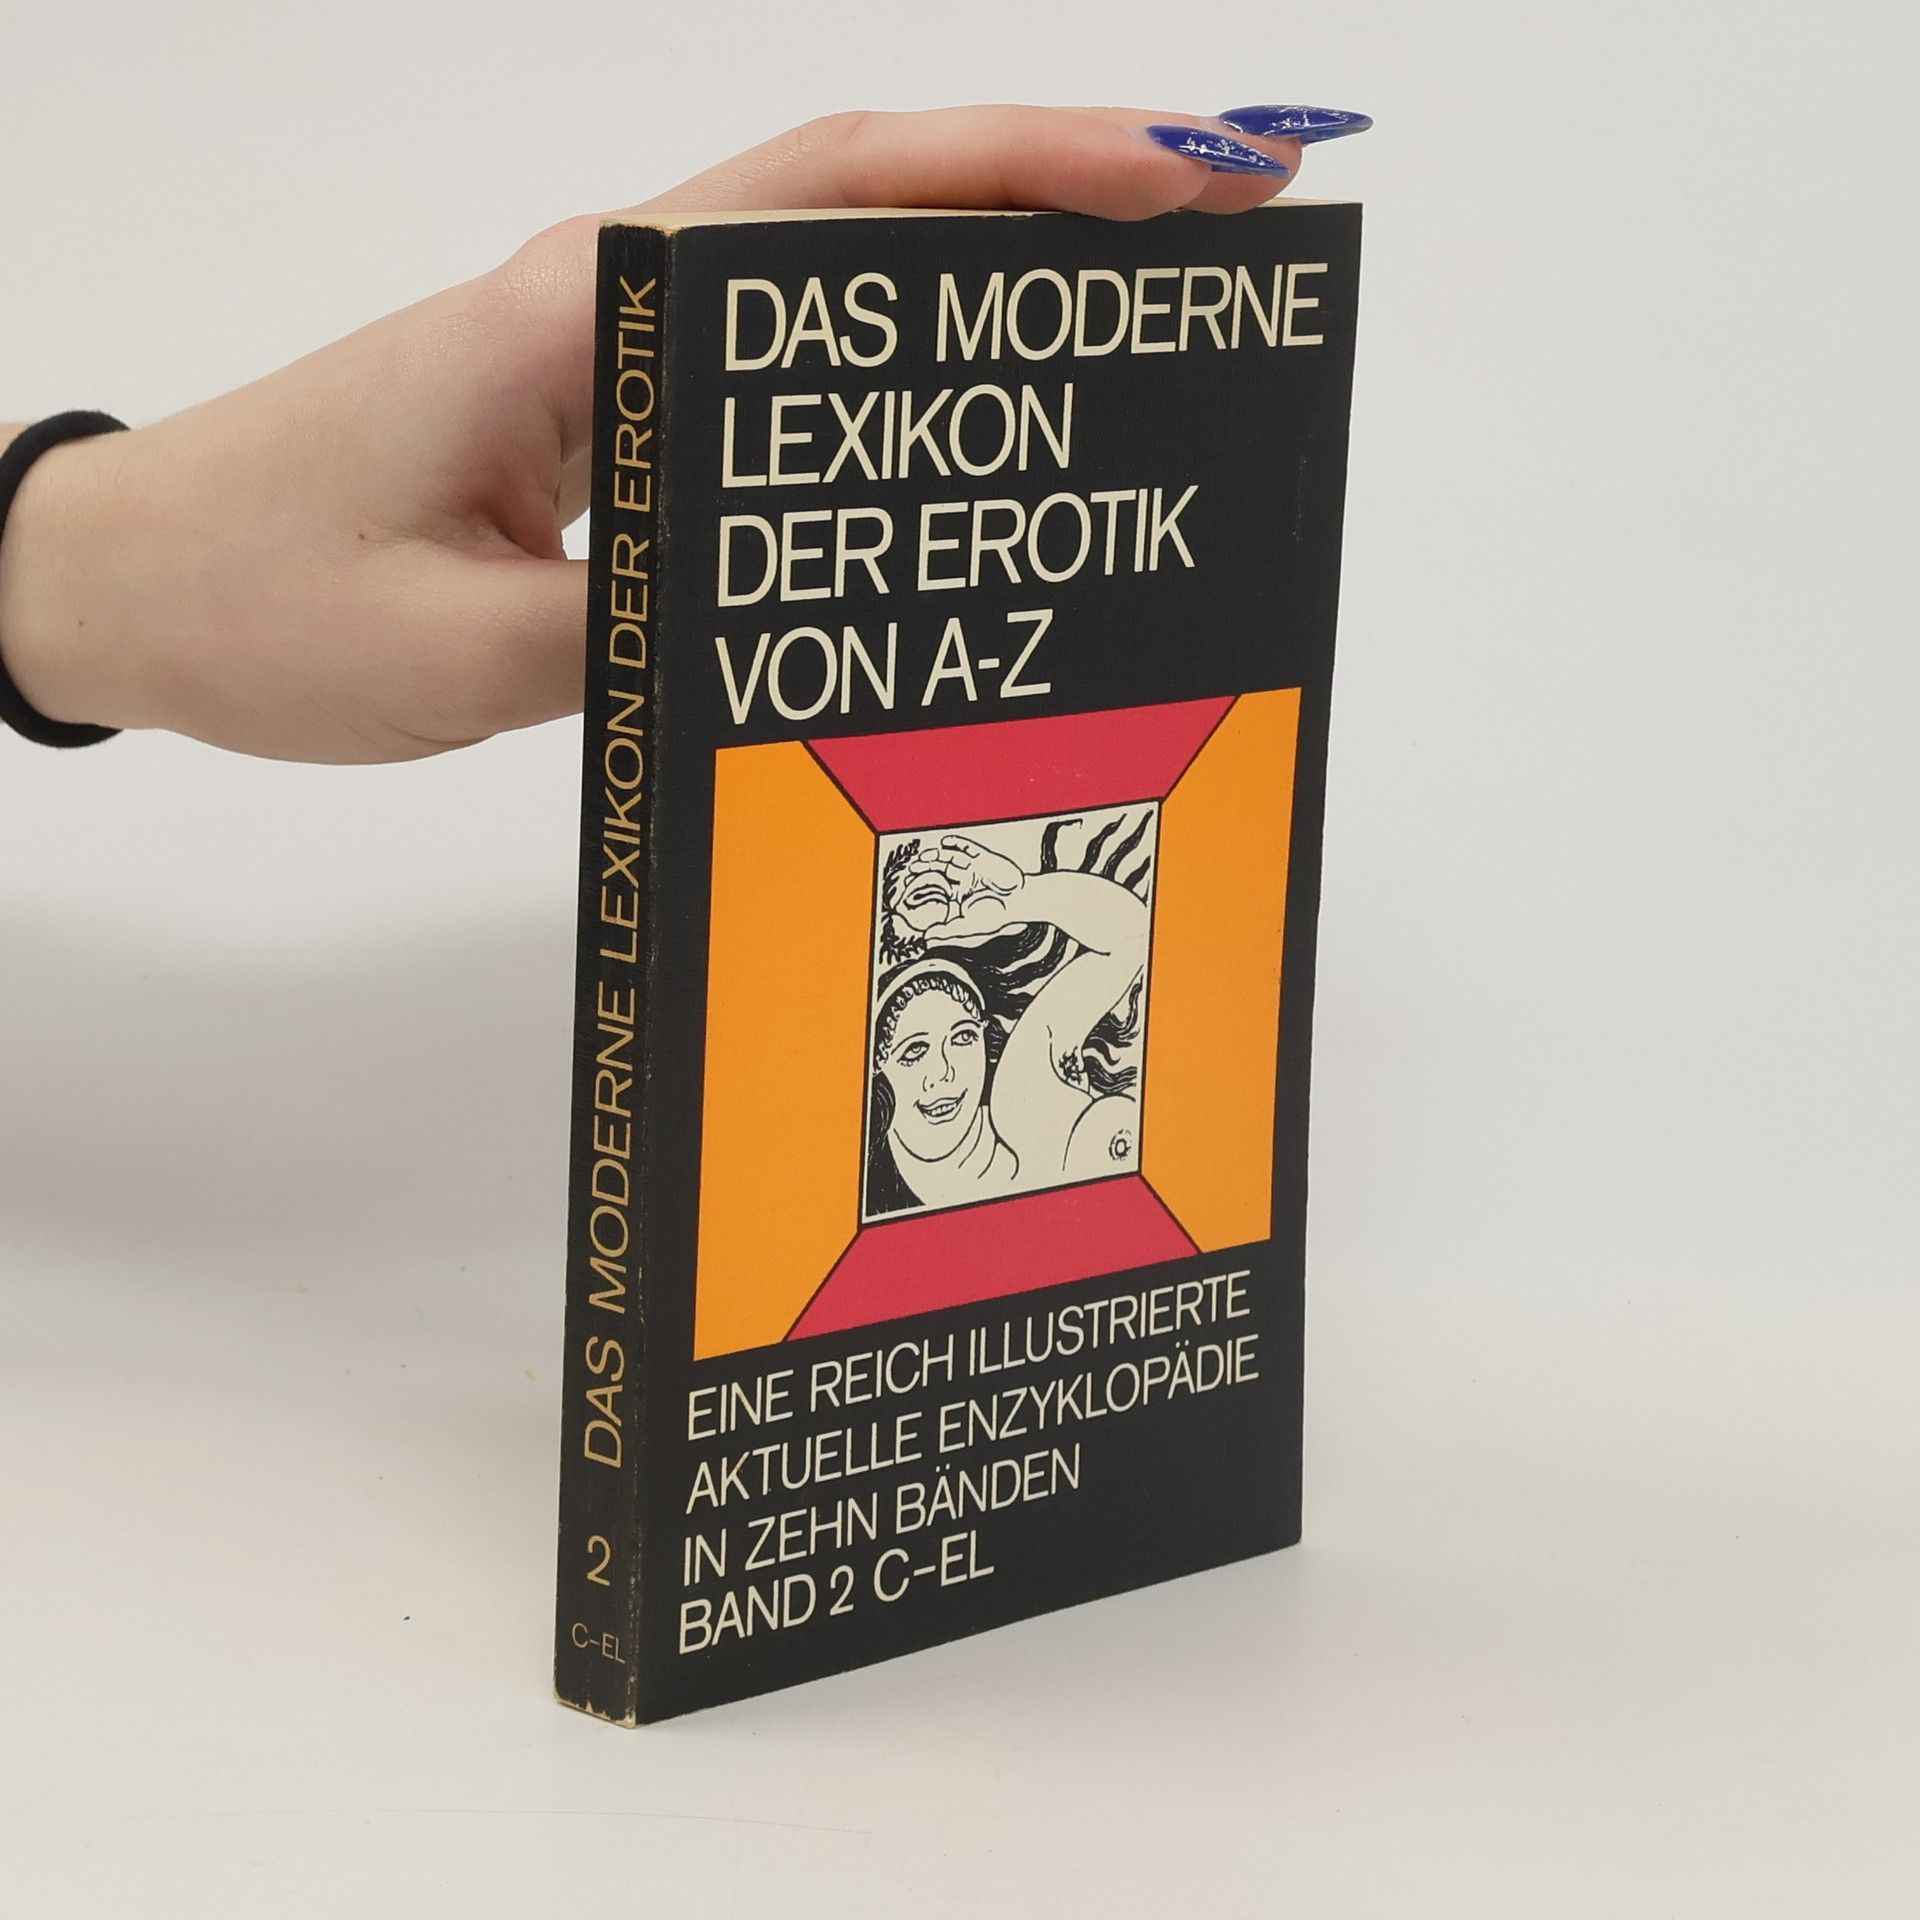 DAS MODERNE LEXIKON DER EROTIK
2
C-EL
DAS MODERNE
LEXIKON
DER EROTIK
VON A-Z
EINE REICH ILLUSTRIERTE
AKTUELLE ENZYKLOPÄDIE
IN ZEHN BÄNDEN
BAND 2 C-EL